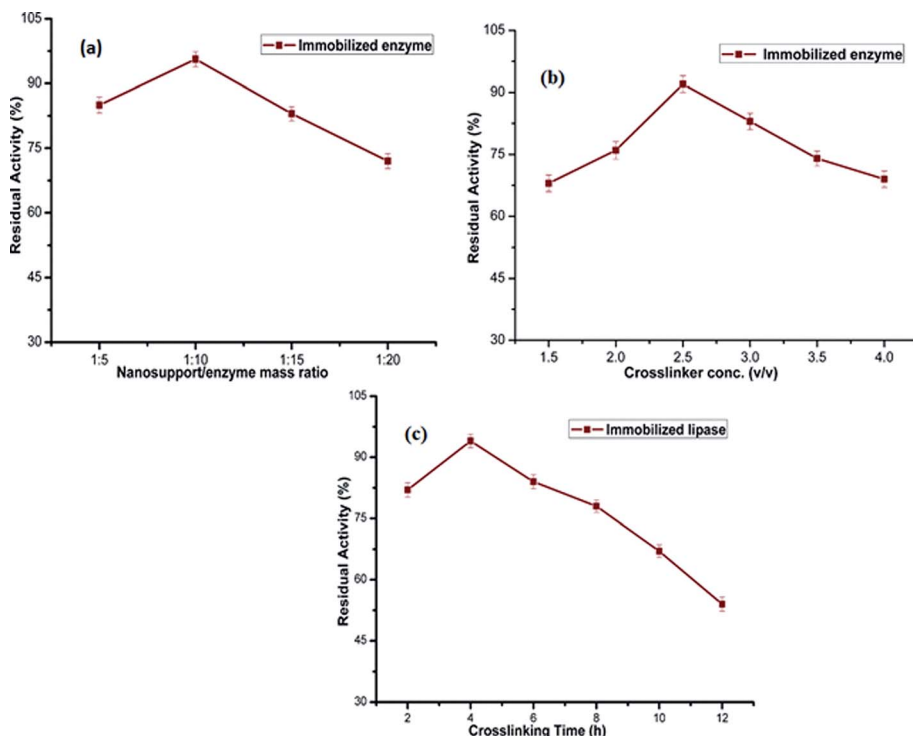 (a)
Immobilized enzyme
Residual Activity (%)
105
90
75
60
45
30
1:5 1:10 1:15 1:20
Nanosupport/enzyme mass ratio
(b)
Immobilized enzyme
Residual Activity (%)
105
90
75
60
45
30
1.5 2.0 2.5 3.0 3.5 4.0
Crosslinker conc. (v/v)
(c)
Immobilized lipase
Residual Activity (%)
105
90
75
60
45
30
2 4 6 8 10 12
Crosslinking Time (h)